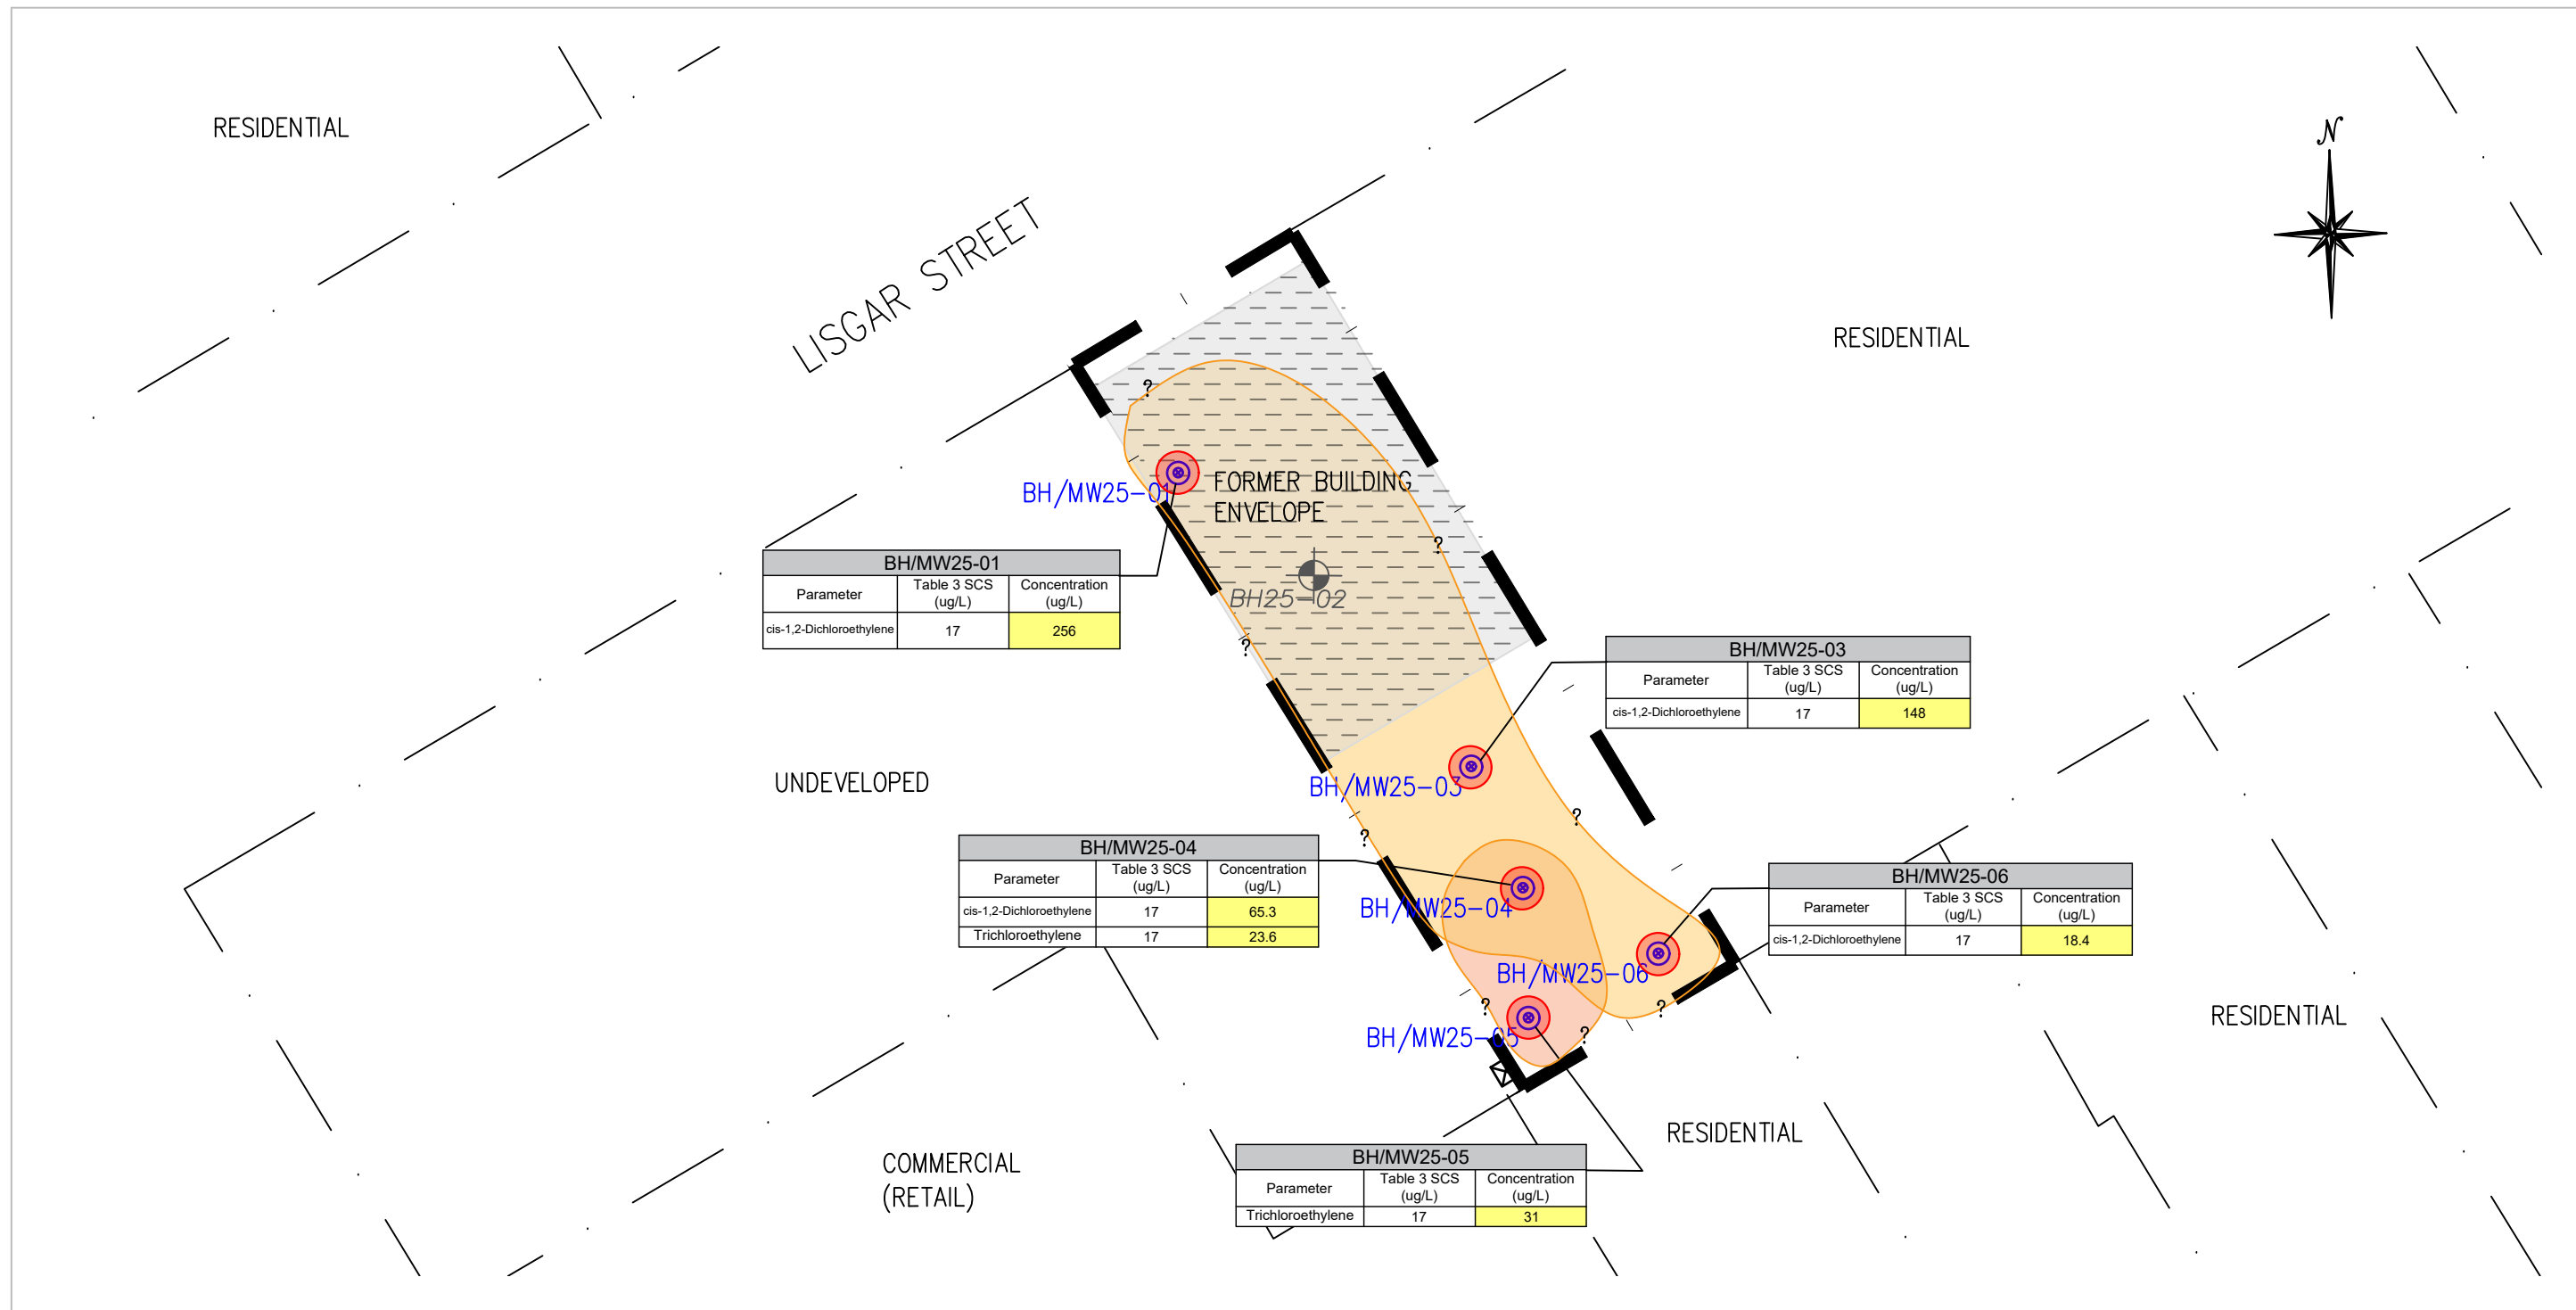 N
RESIDENTIAL
LISGAR STREET
RESIDENTIAL
?
BH/MW25-01
FORMER BUILDING
ENVELOPE
?
BH25-02
?
BH/MW25-01
Parameter
Table 3 SCS
(ug/L)
Concentration
(ug/L)
cis-1,2-Dichloroethylene
17
256
BH/MW25-03
Parameter
Table 3 SCS
(ug/L)
Concentration
(ug/L)
cis-1,2-Dichloroethylene
17
148
UNDEVELOPED
BH/MW25-03
?
?
BH/MW25-04
Parameter
Table 3 SCS
(ug/L)
Concentration
(ug/L)
cis-1,2-Dichloroethylene
17
65.3
Trichloroethylene
17
23.6
BH/MW25-04
BH/MW25-06
Parameter
Table 3 SCS
(ug/L)
Concentration
(ug/L)
cis-1,2-Dichloroethylene
17
18.4
BH/MW25-06
?
?
RESIDENTIAL
BH/MW25-05
?
RESIDENTIAL
COMMERCIAL
(RETAIL)
BH/MW25-05
Parameter
Table 3 SCS
(ug/L)
Concentration
(ug/L)
Trichloroethylene
17
31